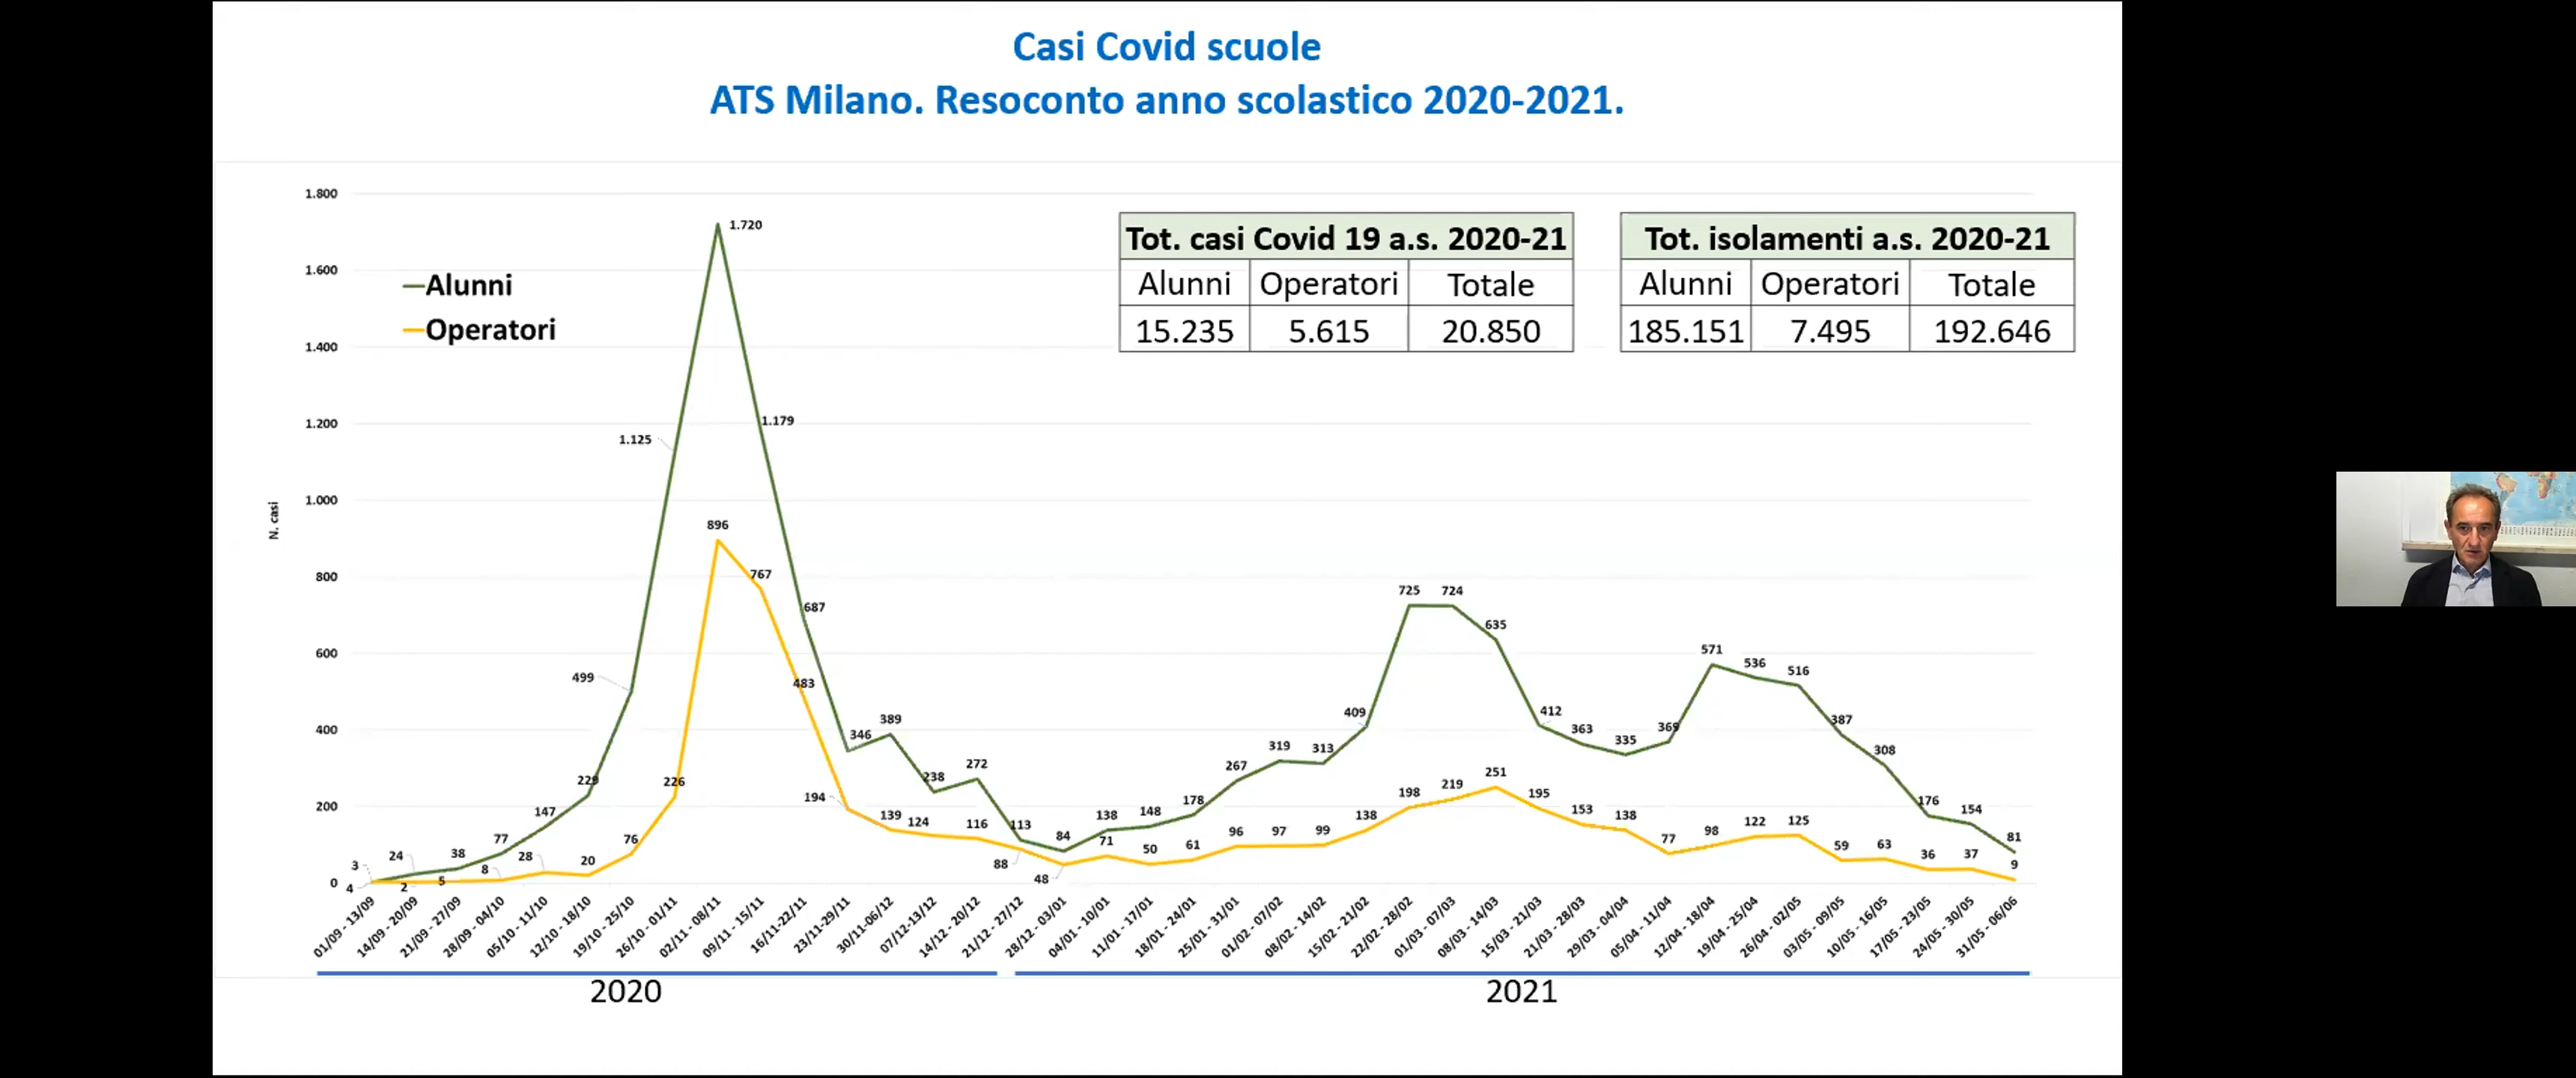 Casi Covid scuole
ATS Milano. Resoconto anno scolastico 2020-2021.
1.800
1.600
1.400
1.200
1.000
800
600
400
200
0
N. casi
Alunni
Operatori
Tot. casi Covid 19 a.s. 2020-21
Alunni Operatori Totale
15.235 5.615 20.850
Tot. isolamenti a.s. 2020-21
Alunni Operatori Totale
185.151 7.495 192.646
3 24 38 77 147 229 499 1.125 1.720 1.179 687 346 389 238 272 113 84 138 148 178 267 319 313 409 725 724 635 412 363 335 369 571 536 516 387 308 176 154 81
4 2 5 8 28 20 76 226 896 767 483 194 139 124 116 88 48 71 50 61 96 97 99 138 198 219 251 195 153 138 77 98 122 125 59 63 36 37 9
01/09 - 13/09
14/09 - 20/09
21/09 - 27/09
28/09 - 04/10
05/10 - 11/10
12/10 - 18/10
19/10 - 25/10
26/10 - 01/11
02/11 - 08/11
09/11 - 15/11
16/11-22/11
23/11-29/11
30/11-06/12
07/12-13/12
14/12 - 20/12
21/12 - 27/12
28/12 - 03/01
04/01 - 10/01
11/01 - 17/01
18/01 - 24/01
25/01 - 31/01
01/02 - 07/02
08/02 - 14/02
15/02 - 21/02
22/02 - 28/02
01/03 - 07/03
08/03 - 14/03
15/03 - 21/03
21/03 - 28/03
29/03 - 04/04
05/04 - 11/04
12/04 - 18/04
19/04 - 25/04
26/04 - 02/05
03/05 - 09/05
10/05 - 16/05
17/05 - 23/05
24/05 - 30/05
31/05 - 06/06
2020
2021